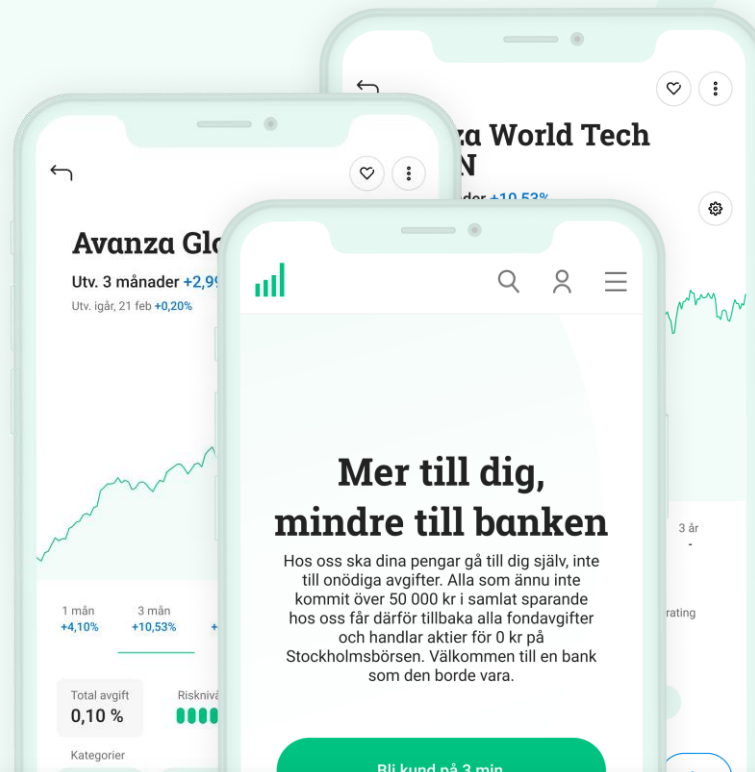 za World Tech
N
+10,53%
Avanza Glo
Utv. 3 månader +2,99
Utv. igår, 21 feb +0,20%
1 mån
3 mån
+4,10%
+10,53%
Total avgift
0,10 %
Risknivå
Kategorier
Mer till dig,
mindre till banken
Hos oss ska dina pengar gå till dig själv, inte
till onödiga avgifter. Alla som ännu inte
kommit över 50 000 kr i samlat sparande
hos oss får därför tillbaka alla fondavgifter
och handlar aktier för 0 kr på
Stockholmsbörsen. Välkommen till en bank
som den borde vara.
Bli kund på 3 min
3 år
-
rating